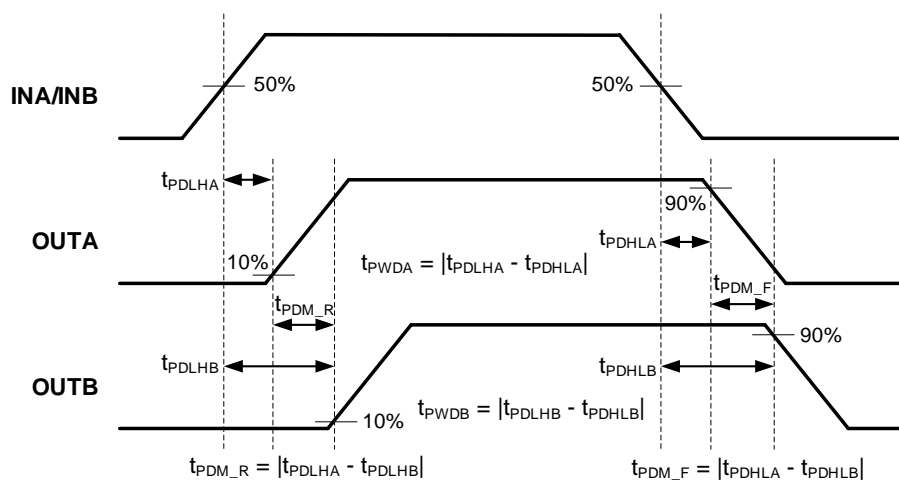 50%
50%
INA/INB
tPDLHA
90%
OUTA
tPDHLA
10%
tPWDA = |tPDLHA - tPDHLA|
tPDM_F
tPDM_R
90%
tPDLHB
tPDHLB
OUTB
tPWDB = |tPDLHB - tPDHLB|
10%
tPDM_R = |tPDLHA - tPDLHB|
tPDM_F = |tPDHLA - tPDHLB|